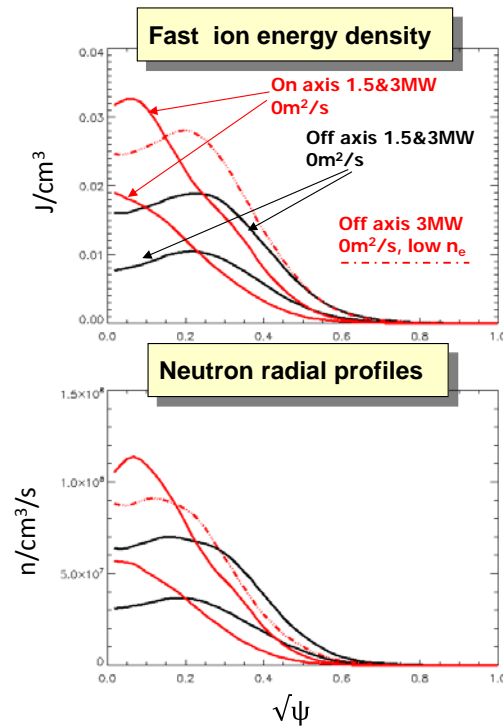 Fast ion energy density
0.04
0.03
0.02
0.01
0.00
J/cm³
On axis 1.5&3MW
0m²/s
Off axis 1.5&3MW
0m²/s
Off axis 3MW
0m²/s, low nₑ
0.0 0.2 0.4 0.6 0.8 1.0
Neutron radial profiles
1.0•10⁸
5.0•10⁷
0
n/cm³/s
0.0 0.2 0.4 0.6 0.8 1.0
√ψ